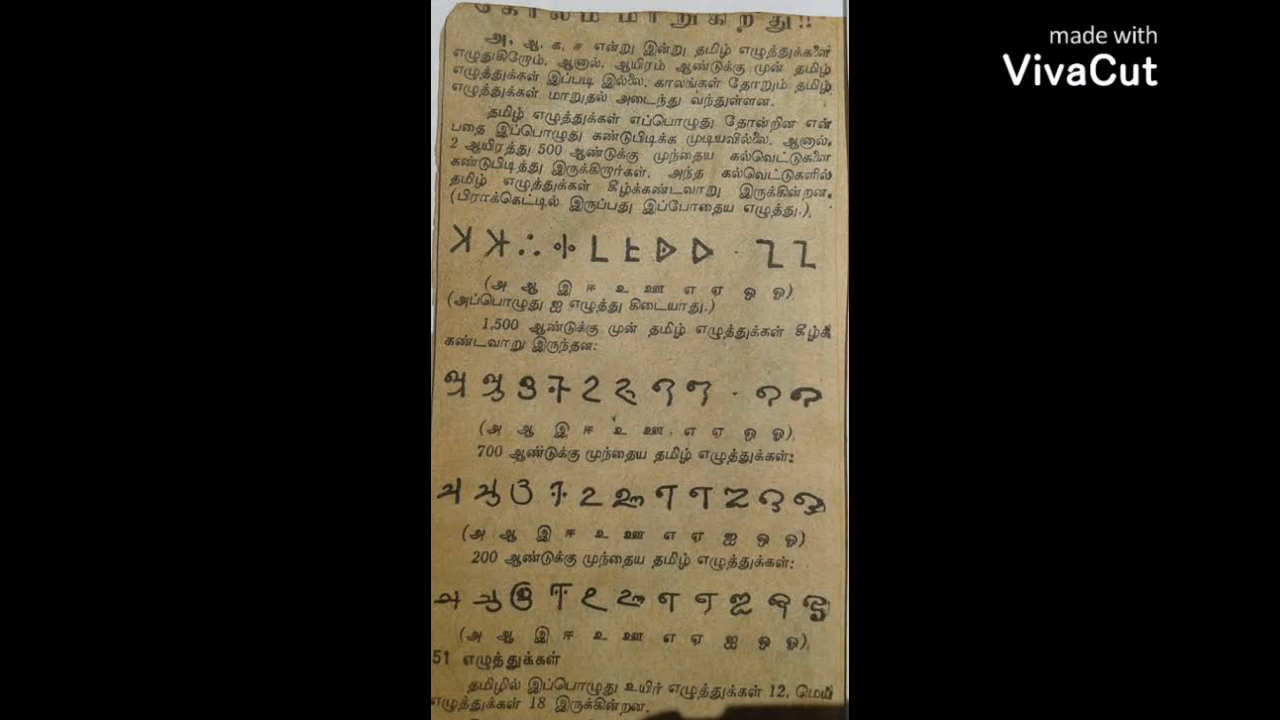 கோலம் மாறுகிறது!!
made with
VivaCut
அ, ஆ, க, ச என்று இன்று தமிழ் எழுத்துக்களை
எழுதுகிறோம். ஆனால், ஆயிரம் ஆண்டுக்கு முன் தமிழ்
எழுத்துக்கள் இப்படி இல்லை. காலங்கள் தோறும் தமிழ்
எழுத்துக்கள் மாறுதல் அடைந்து வந்துள்ளன.
தமிழ் எழுத்துக்கள் எப்பொழுது தோன்றின என்
பதை இப்பொழுது கண்டுபிடிக்க முடியவில்லை. ஆனால்,
2 ஆயிரத்து 500 ஆண்டுக்கு முந்தைய கல்வெட்டுகளை
கண்டுபிடித்து இருக்கிறார்கள். அந்த கல்வெட்டுகளில்
தமிழ் எழுத்துக்கள் கீழ்க்கண்டவாறு இருக்கின்றன.
(பிராக்கெட்டில் இருப்பது இப்போதைய எழுத்து.)
(அ ஆ இ ஈ உ ஊ எ ஏ ஒ ஓ)
(அப்பொழுது ஐ எழுத்து கிடையாது.)
1,500 ஆண்டுக்கு முன் தமிழ் எழுத்துக்கள் கீழ்க்
கண்டவாறு இருந்தன:
(அ ஆ இ ஈ உ ஊ எ ஏ ஒ ஓ)
700 ஆண்டுக்கு முந்தைய தமிழ் எழுத்துக்கள்:
(அ ஆ இ ஈ உ ஊ எ ஏ ஐ ஒ ஓ)
200 ஆண்டுக்கு முந்தைய தமிழ் எழுத்துக்கள்:
(அ ஆ இ ஈ உ ஊ எ ஏ ஐ ஒ ஓ)
51 எழுத்துக்கள்
தமிழில் இப்பொழுது உயிர் எழுத்துக்கள் 12, மெய்
எழுத்துக்கள் 18 இருக்கின்றன.